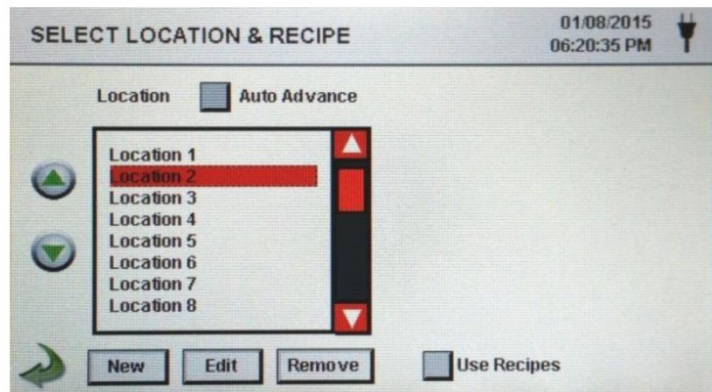 SELECT LOCATION & RECIPE
01/08/2015
06:20:35 PM
Location Auto Advance
Location 1
Location 2
Location 3
Location 4
Location 5
Location 6
Location 7
Location 8
New Edit Remove Use Recipes